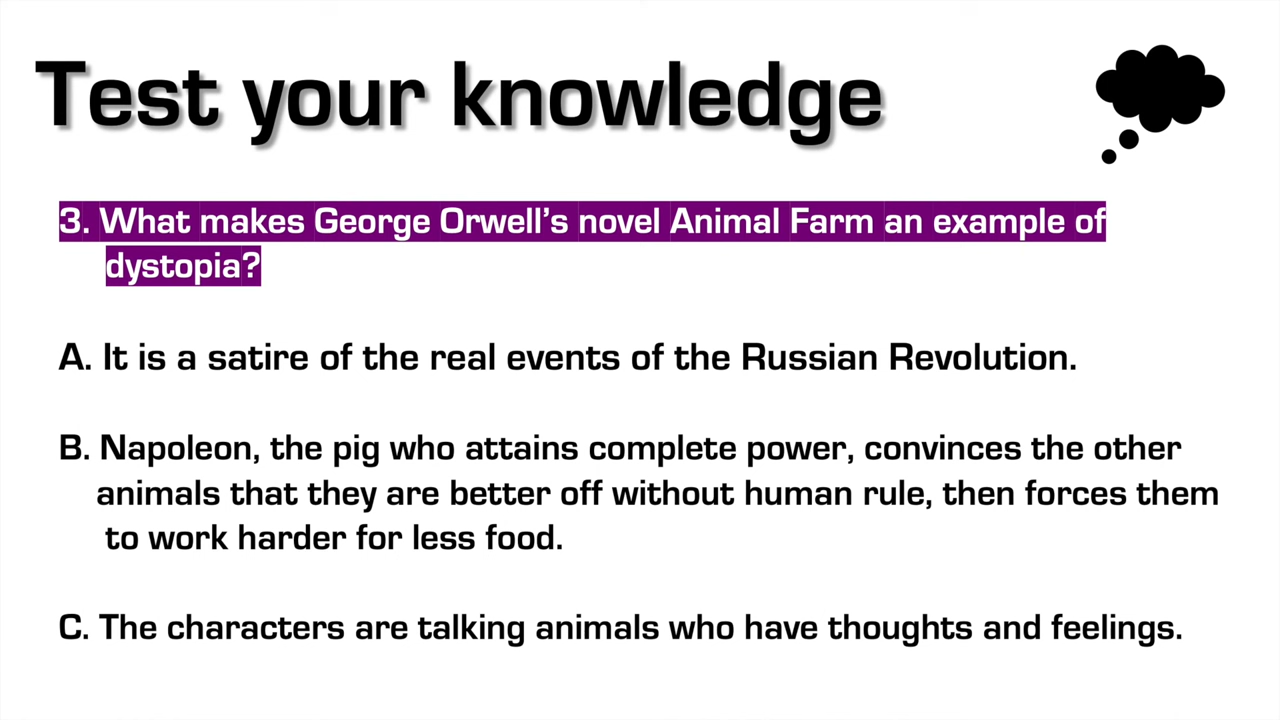 Test your knowledge
3. What makes George Orwell’s novel Animal Farm an example of
dystopia?
A. It is a satire of the real events of the Russian Revolution.
B. Napoleon, the pig who attains complete power, convinces the other
animals that they are better off without human rule, then forces them
to work harder for less food.
C. The characters are talking animals who have thoughts and feelings.